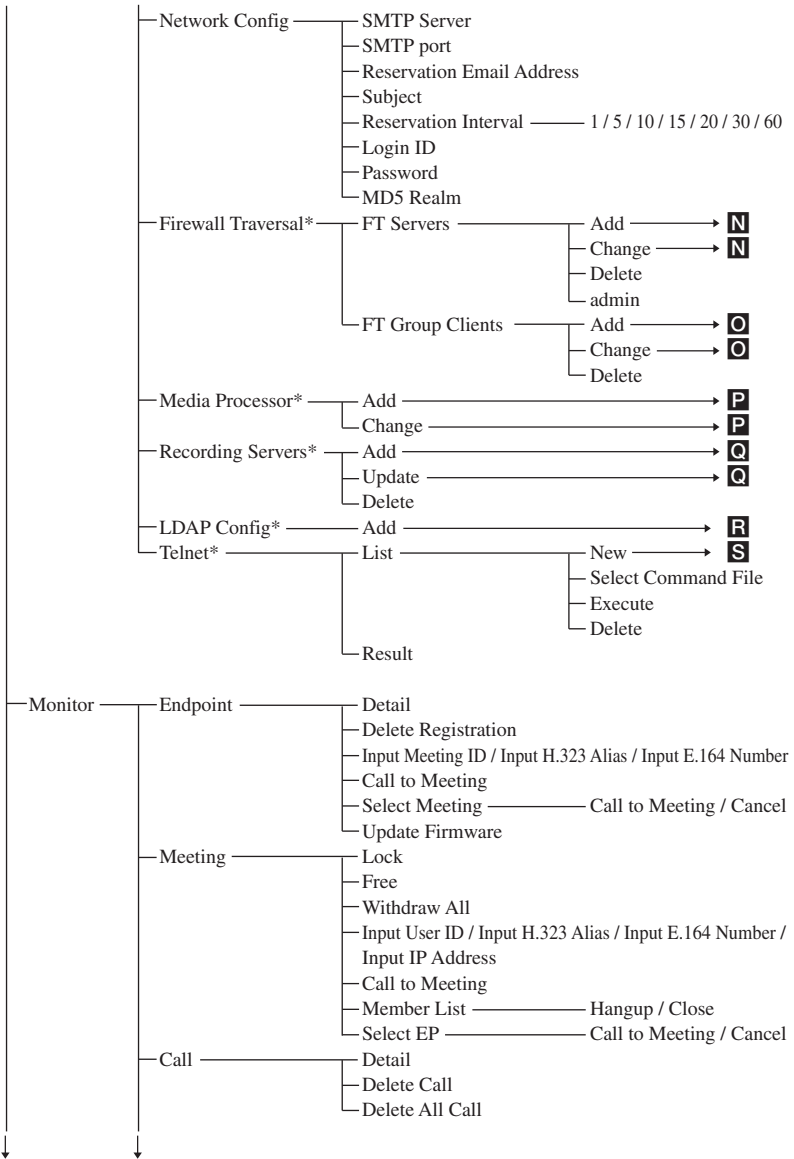 Network Config SMTP Server
SMTP port
Reservation Email Address
Subject
Reservation Interval 1 / 5 / 10 / 15 / 20 / 30 / 60
Login ID
Password
MD5 Realm
Firewall Traversal* FT Servers Add N
Change N
Delete
admin
FT Group Clients Add O
Change O
Delete
Media Processor* Add P
Change P
Recording Servers* Add Q
Update Q
Delete
LDAP Config* Add R
Telnet* List New S
Select Command File
Execute
Delete
Result
Monitor Endpoint Detail
Delete Registration
Input Meeting ID / Input H.323 Alias / Input E.164 Number
Call to Meeting
Select Meeting Call to Meeting / Cancel
Update Firmware
Meeting Lock
Free
Withdraw All
Input User ID / Input H.323 Alias / Input E.164 Number /
Input IP Address
Call to Meeting
Member List Hangup / Close
Select EP Call to Meeting / Cancel
Call Detail
Delete Call
Delete All Call